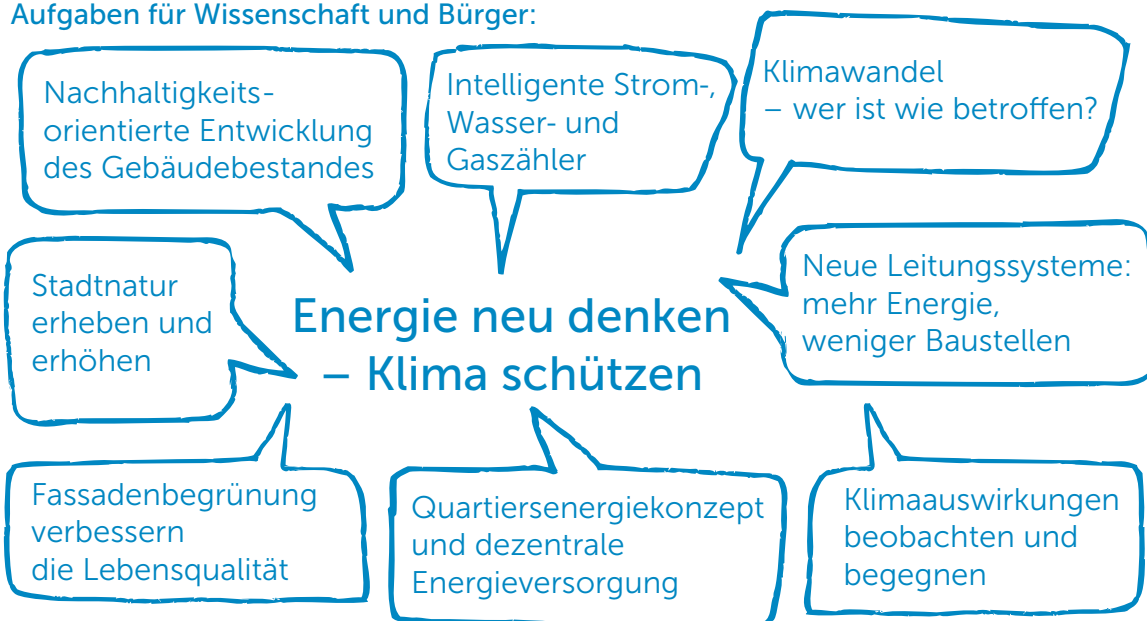 Aufgaben für Wissenschaft und Bürger:
Nachhaltigkeits-
orientierte Entwicklung
des Gebäudebestandes
Intelligente Strom-,
Wasser- und
Gaszähler
Klimawandel
– wer ist wie betroffen?
Stadtnatur
erheben und
erhöhen
Energie neu denken
– Klima schützen
Neue Leitungssysteme:
mehr Energie,
weniger Baustellen
Fassadenbegrünung
verbessern
die Lebensqualität
Quartiersenergiekonzept
und dezentrale
Energieversorgung
Klimaauswirkungen
beobachten und
begegnen